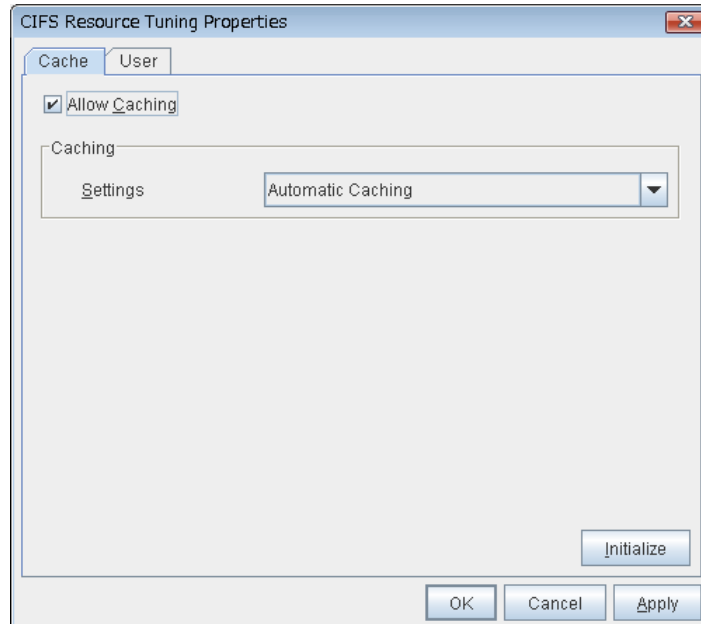 CIFS Resource Tuning Properties
Cache User
Allow Caching
Caching
Settings Automatic Caching
Initialize
OK Cancel Apply